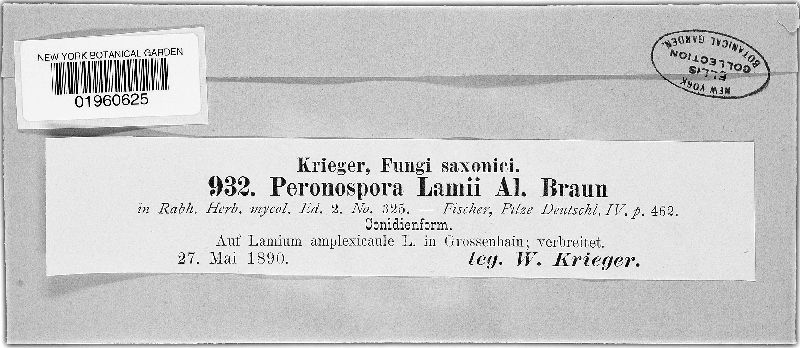 NEW YORK BOTANICAL GARDEN
01960625
NEW YORK
BOTANICAL GARDEN.
ELLIS
COLLECTION
Krieger, Fungi saxonici.
932. Peronospora Lamii Al. Braun
in Rabh. Herb. mycol. Ed. 2. No. 325. — Fischer, Pilze Deutschl. IV. p. 462.
Conidienform.
Auf Lamium amplexicaule L. in Grossenhain; verbreitet.
27. Mai 1890. leg. W. Krieger.